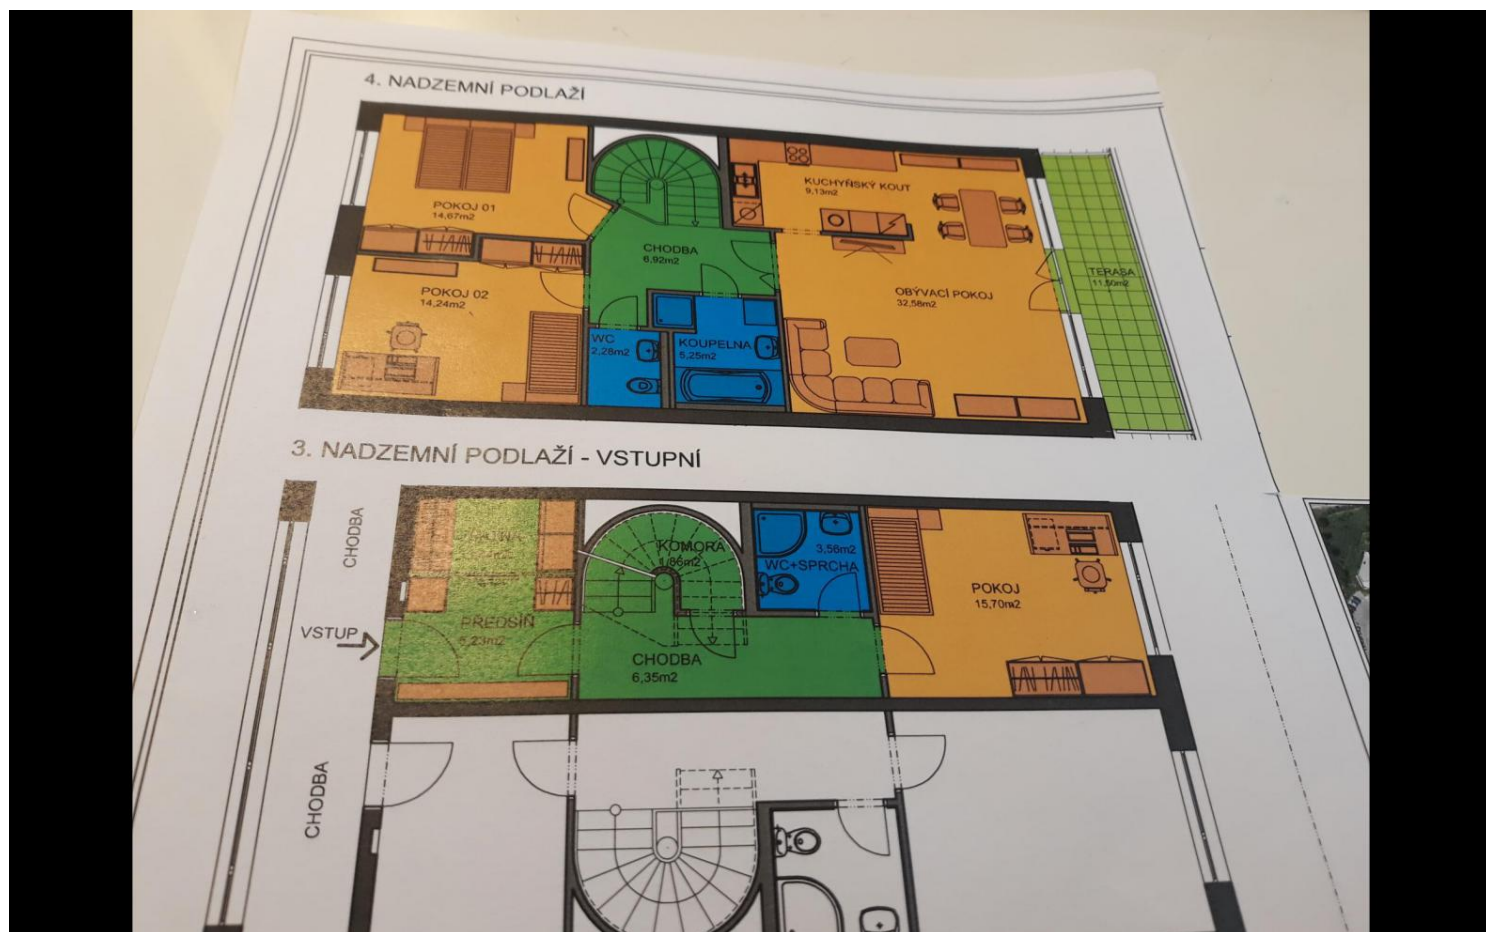 4. NADZEMNÍ PODLAŽÍ
POKOJ 01
14,67m2
KUCHYŇSKÝ KOUT
9,13m2
CHODBA
6,92m2
POKOJ 02
14,24m2
OBÝVACÍ POKOJ
32,58m2
TERASA
11,50m2
WC
2,28m2
KOUPELNA
5,25m2
3. NADZEMNÍ PODLAŽÍ - VSTUPNÍ
CHODBA
KOMORA
1,86m2
3,56m2
WC+SPRCHA
POKOJ
15,70m2
VSTUP
PŘEDSÍŇ
5,23m2
CHODBA
6,35m2
CHODBA